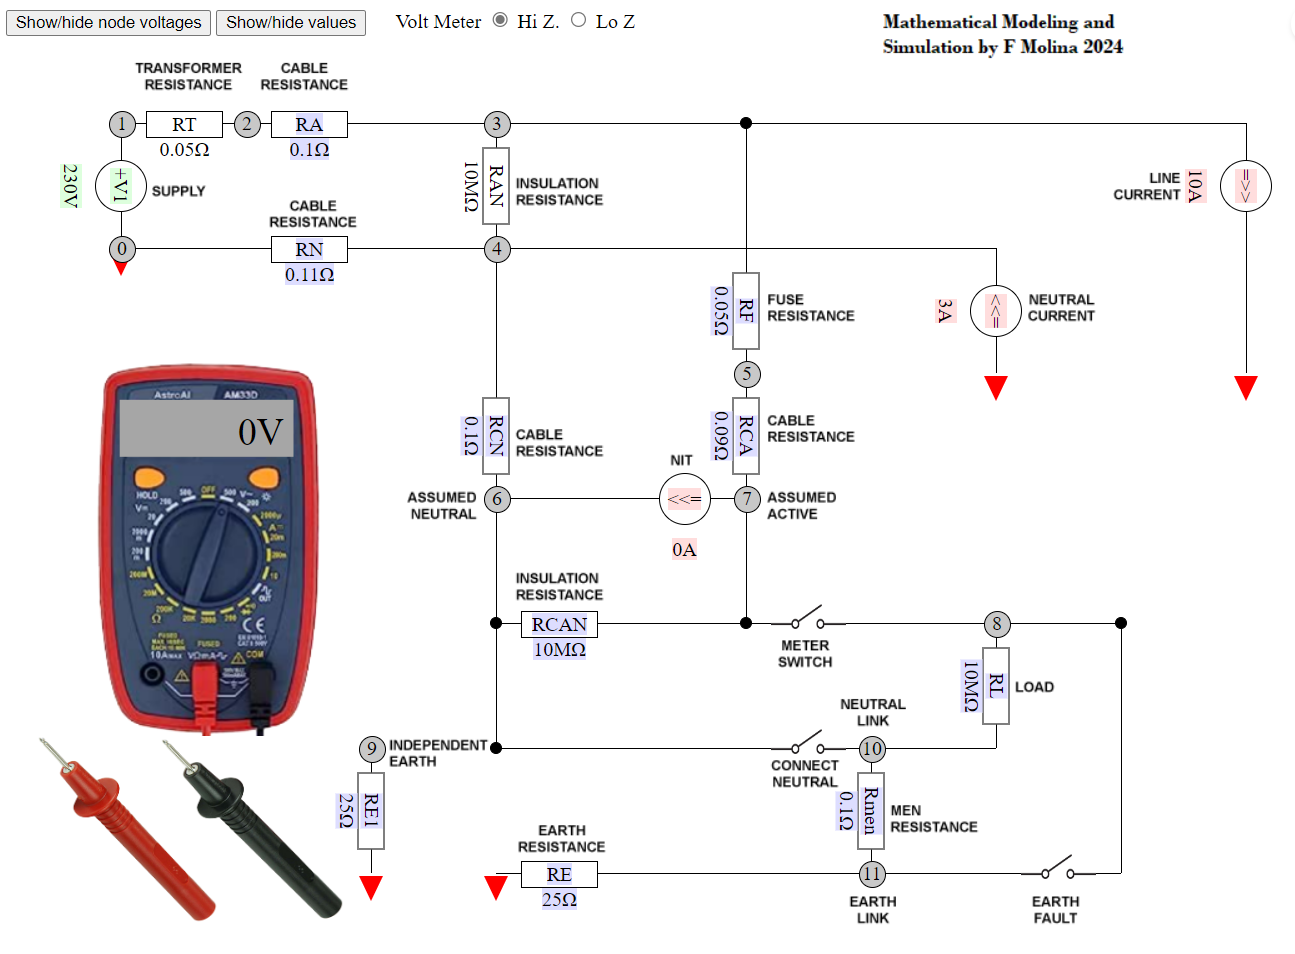 Show/hide node voltages
Show/hide values
Volt Meter Hi Z. Lo Z
Mathematical Modeling and
Simulation by F Molina 2024
TRANSFORMER
RESISTANCE
CABLE
RESISTANCE
1
RT
2
RA
3
0.05Ω
0.1Ω
230V
+V1
SUPPLY
RAN
10MΩ
INSULATION
RESISTANCE
LINE
CURRENT
10A
=>>
CABLE
RESISTANCE
0
RN
4
0.11Ω
RF
0.05Ω
FUSE
RESISTANCE
3A
<<=
NEUTRAL
CURRENT
5
AstroAI
AM33D
0V
RCN
0.1Ω
CABLE
RESISTANCE
RCA
0.09Ω
CABLE
RESISTANCE
NIT
ASSUMED
NEUTRAL
6
<<=
7
ASSUMED
ACTIVE
0A
HOLD
OFF
INSULATION
RESISTANCE
RCAN
10MΩ
METER
SWITCH
8
RL
10MΩ
LOAD
COM
NEUTRAL
LINK
9
INDEPENDENT
EARTH
10
CONNECT
NEUTRAL
RE1
25Ω
Rmen
0.1Ω
MEN
RESISTANCE
EARTH
RESISTANCE
RE
25Ω
11
EARTH
LINK
EARTH
FAULT